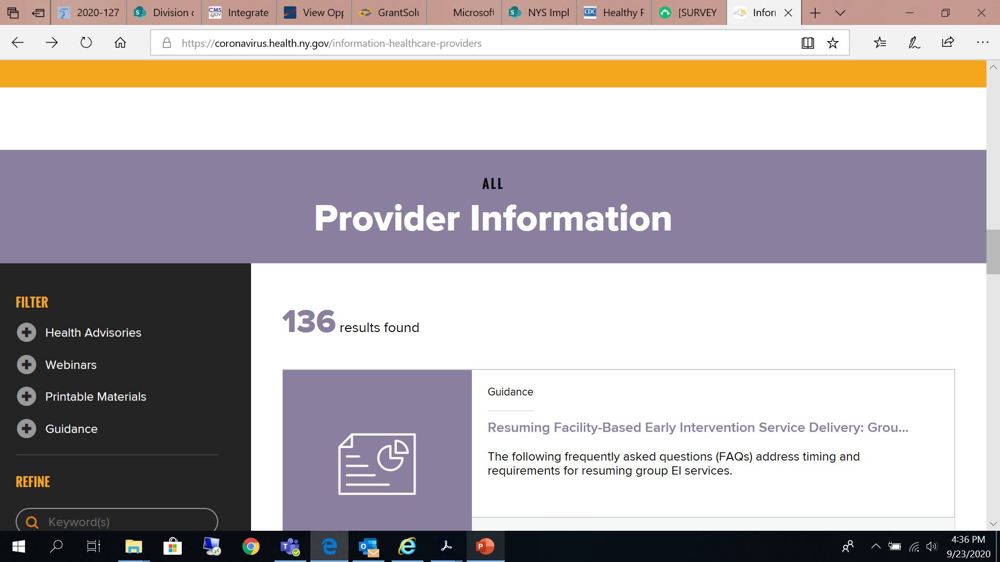 2020-127
Division
CMS.gov
Integrate
View Opp
GrantSolu
Microsoft
NYS Impl
CDC
Healthy P
[SURVEY
Infor
https://coronavirus.health.ny.gov/information-healthcare-providers
ALL
Provider Information
FILTER
Health Advisories
Webinars
Printable Materials
Guidance
REFINE
Keyword(s)
136 results found
Guidance
Resuming Facility-Based Early Intervention Service Delivery: Grou...
The following frequently asked questions (FAQs) address timing and
requirements for resuming group EI services.
4:36 PM
9/23/2020